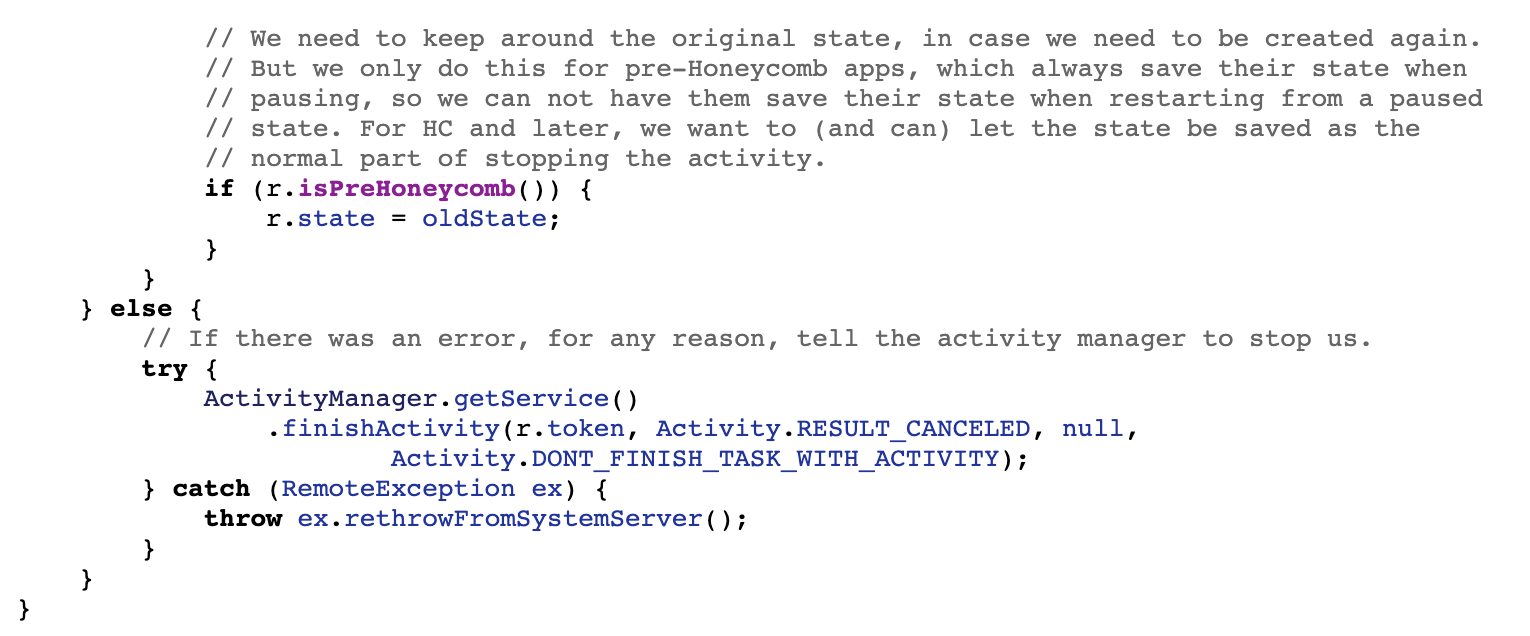 // We need to keep around the original state, in case we need to be created again.
// But we only do this for pre-Honeycomb apps, which always save their state when
// pausing, so we can not have them save their state when restarting from a paused
// state. For HC and later, we want to (and can) let the state be saved as the
// normal part of stopping the activity.
if (r.isPreHoneycomb()) {
r.state = oldState;
}
}
} else {
// If there was an error, for any reason, tell the activity manager to stop us.
try {
ActivityManager.getService()
.finishActivity(r.token, Activity.RESULT_CANCELED, null,
Activity.DONT_FINISH_TASK_WITH_ACTIVITY);
} catch (RemoteException ex) {
throw ex.rethrowFromSystemServer();
}
}
}